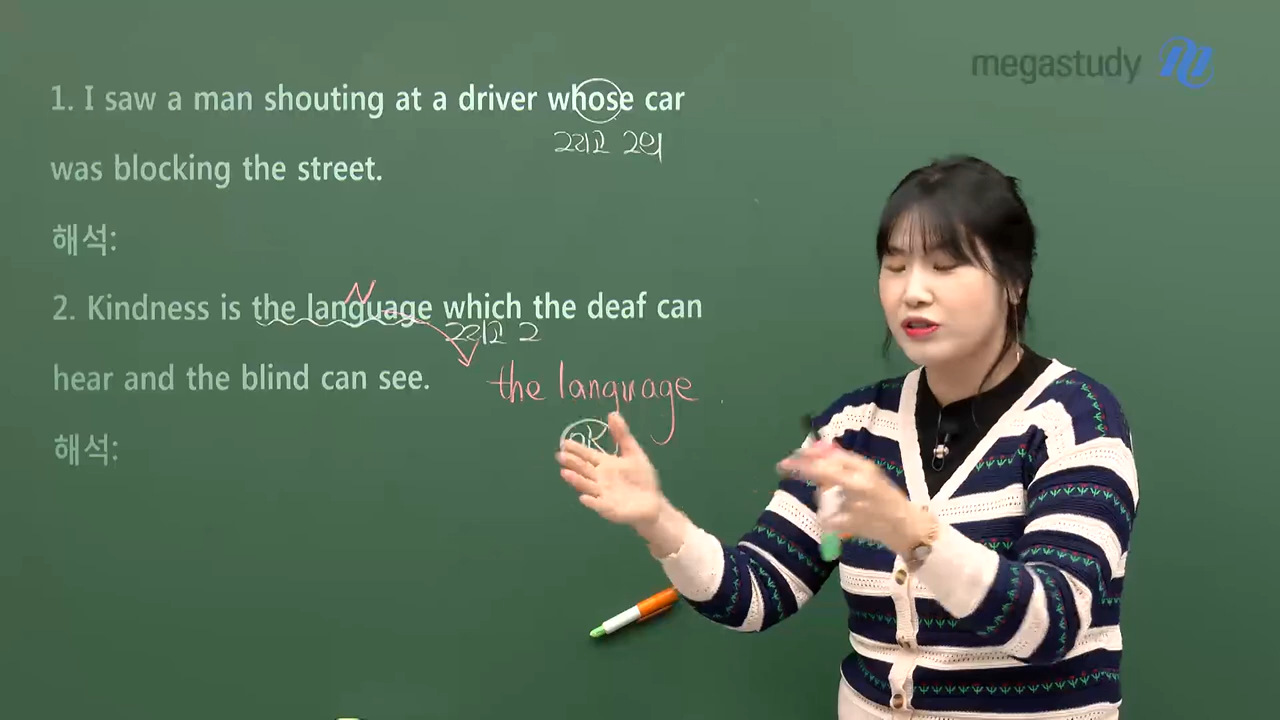 megastudy
1. I saw a man shouting at a driver whose car
그리고 그의
was blocking the street.
해석:
N
2. Kindness is the language which the deaf can
그리고 그
hear and the blind can see.
the language
해석: